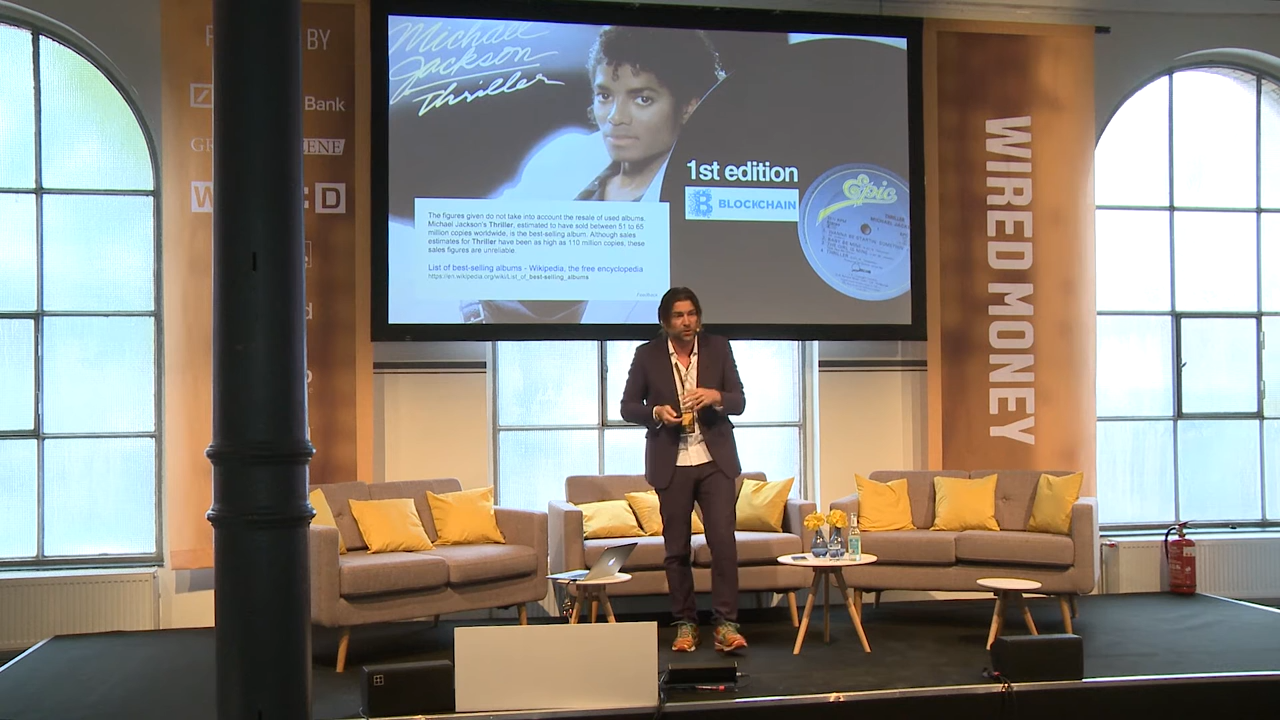 BY
Bank
ENE
D
Michael
Jackson
Thriller
1st edition
BLOCKCHAIN
Epic
The figures given do not take into account the resale of used albums.
Michael Jackson's Thriller, estimated to have sold between 51 to 65
million copies worldwide, is the best-selling album. Although sales
estimates for Thriller have been as high as 110 million copies, these
sales figures are unreliable.
List of best-selling albums - Wikipedia, the free encyclopedia
https://en.wikipedia.org/wiki/List_of_best-selling_albums
Feedback
WIRED MONEY